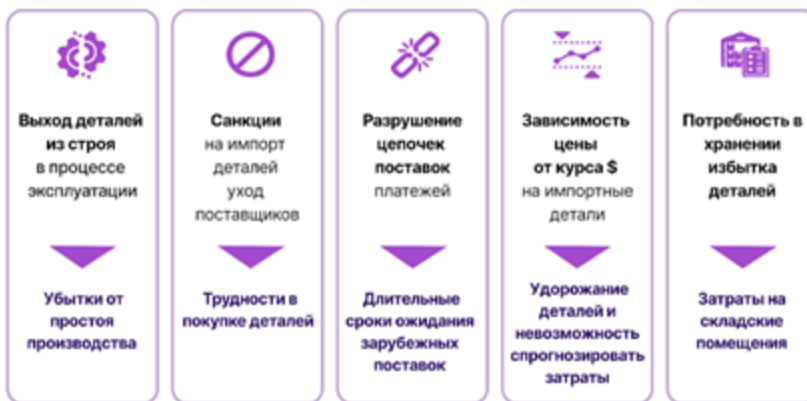 Выход деталей
из строя
в процессе
эксплуатации
Убытки от
простоя
производства
Санкции
на импорт
деталей
уход
поставщиков
Трудности в
покупке деталей
Разрушение
цепочек
поставок
платежей
Длительные
сроки ожидания
зарубежных
поставок
Зависимость
цены
от курса $
на импортные
детали
Удорожание
деталей и
невозможность
спрогнозировать
затраты
Потребность в
хранении
избытка
деталей
Затраты на
складские
помещения